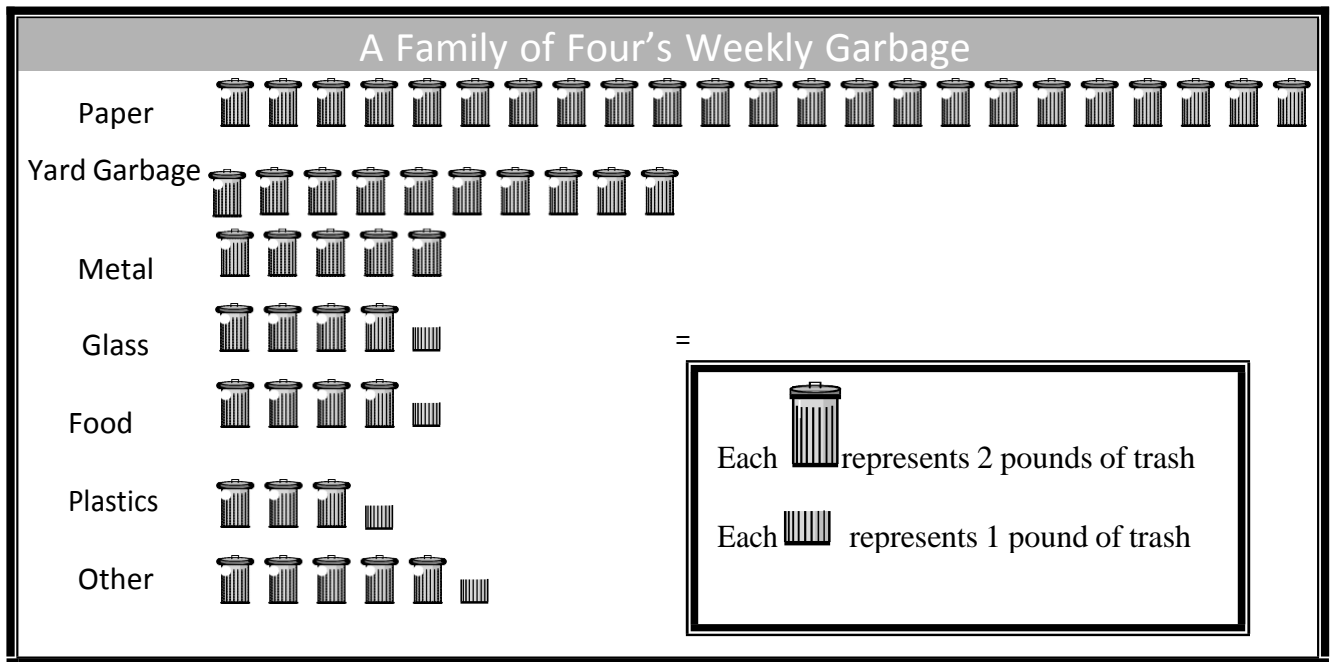 A Family of Four's Weekly Garbage
Paper
Yard Garbage
Metal
Glass
=
Food
Each represents 2 pounds of trash
Plastics
Each represents 1 pound of trash
Other